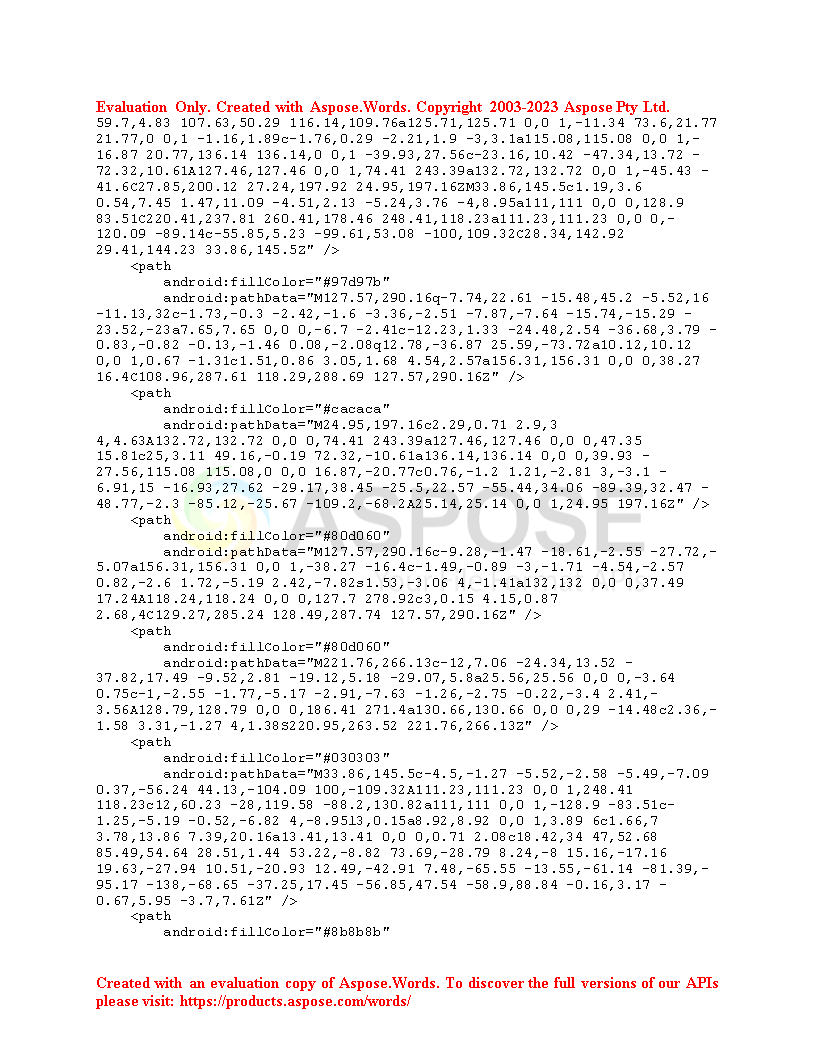 Evaluation Only. Created with Aspose.Words. Copyright 2003-2023 Aspose Pty Ltd.
59.7,4.83 107.63,50.29 116.14,109.76a125.71,125.71 0,0 1,-11.34 73.6,21.77
21.77,0 0,1 -1.16,1.89c-1.76,0.29 -2.21,1.9 -3,3.1a115.08,115.08 0,0 1,-
16.87 20.77,136.14 136.14,0 0,1 -39.93,27.56c-23.16,10.42 -47.34,13.72 -
72.32,10.61A127.46,127.46 0,0 1,74.41 243.39a132.72,132.72 0,0 1,-45.43 -
41.6C27.85,200.12 27.24,197.92 24.95,197.16ZM33.86,145.5c1.19,3.6
0.54,7.45 1.47,11.09 -4.51,2.13 -5.24,3.76 -4,8.95a111,111 0,0 0,128.9
83.51C220.41,237.81 260.41,178.46 248.41,118.23a111.23,111.23 0,0 0,-
120.09 -89.14c-55.85,5.23 -99.61,53.08 -100,109.32C28.34,142.92
29.41,144.23 33.86,145.5Z" />
<path
android:fillColor="#97d97b"
android:pathData="M127.57,290.16q-7.74,22.61 -15.48,45.2 -5.52,16
-11.13,32c-1.73,-0.3 -2.42,-1.6 -3.36,-2.51 -7.87,-7.64 -15.74,-15.29 -
23.52,-23a7.65,7.65 0,0 0,-6.7 -2.41c-12.23,1.33 -24.48,2.54 -36.68,3.79 -
0.83,-0.82 -0.13,-1.46 0.08,-2.08q12.78,-36.87 25.59,-73.72a10.12,10.12
0,0 1,0.67 -1.31c1.51,0.86 3.05,1.68 4.54,2.57a156.31,156.31 0,0 0,38.27
16.4C108.96,287.61 118.29,288.69 127.57,290.16Z" />
<path
android:fillColor="#cacaca"
android:pathData="M24.95,197.16c2.29,0.71 2.9,3
4,4.63A132.72,132.72 0,0 0,74.41 243.39a127.46,127.46 0,0 0,47.35
15.81c25,3.11 49.16,-0.19 72.32,-10.61a136.14,136.14 0,0 0,39.93 -
27.56,115.08 115.08,0 0,0 16.87,-20.77c0.76,-1.2 1.21,-2.81 3,-3.1 -
6.91,15 -16.93,27.62 -29.17,38.45 -25.5,22.57 -55.44,34.06 -89.39,32.47 -
48.77,-2.3 -85.12,-25.67 -109.2,-68.2A25.14,25.14 0,0 1,24.95 197.16Z" />
<path
android:fillColor="#80d060"
android:pathData="M127.57,290.16c-9.28,-1.47 -18.61,-2.55 -27.72,-
5.07a156.31,156.31 0,0 1,-38.27 -16.4c-1.49,-0.89 -3,-1.71 -4.54,-2.57
0.82,-2.6 1.72,-5.19 2.42,-7.82s1.53,-3.06 4,-1.41a132,132 0,0 0,37.49
17.24A118.24,118.24 0,0 0,127.7 278.92c3,0.15 4.15,0.87
2.68,4C129.27,285.24 128.49,287.74 127.57,290.16Z" />
<path
android:fillColor="#80d060"
android:pathData="M221.76,266.13c-12,7.06 -24.34,13.52 -
37.82,17.49 -9.52,2.81 -19.12,5.18 -29.07,5.8a25.56,25.56 0,0 0,-3.64
0.75c-1,-2.55 -1.77,-5.17 -2.91,-7.63 -1.26,-2.75 -0.22,-3.4 2.41,-
3.56A128.79,128.79 0,0 0,186.41 271.4a130.66,130.66 0,0 0,29 -14.48c2.36,-
1.58 3.31,-1.27 4,1.38S220.95,263.52 221.76,266.13Z" />
<path
android:fillColor="#030303"
android:pathData="M33.86,145.5c-4.5,-1.27 -5.52,-2.58 -5.49,-7.09
0.37,-56.24 44.13,-104.09 100,-109.32A111.23,111.23 0,0 1,248.41
118.23c12,60.23 -28,119.58 -88.2,130.82a111,111 0,0 1,-128.9 -83.51c-
1.25,-5.19 -0.52,-6.82 4,-8.95l3,0.15a8.92,8.92 0,0 1,3.89 6c1.66,7
3.78,13.86 7.39,20.16a13.41,13.41 0,0 0,0.71 2.08c18.42,34 47,52.68
85.49,54.64 28.51,1.44 53.22,-8.82 73.69,-28.79 8.24,-8 15.16,-17.16
19.63,-27.94 10.51,-20.93 12.49,-42.91 7.48,-65.55 -13.55,-61.14 -81.39,-
95.17 -138,-68.65 -37.25,17.45 -56.85,47.54 -58.9,88.84 -0.16,3.17 -
0.67,5.95 -3.7,7.61Z" />
<path
android:fillColor="#8b8b8b"
ASPOSE
Created with an evaluation copy of Aspose.Words. To discover the full versions of our APIs
please visit: https://products.aspose.com/words/